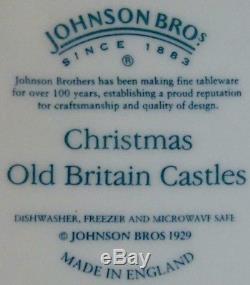 JOHNSON BROS
SINCE 1883
®
Johnson Brothers has been making fine tableware
for over 100 years, establishing a proud reputation
for craftsmanship and quality of design.
Christmas
Old Britain Castles
DISHWASHER, FREEZER AND MICROWAVE SAFE
© JOHNSON BROS 1929
MADE IN ENGLAND
ebay